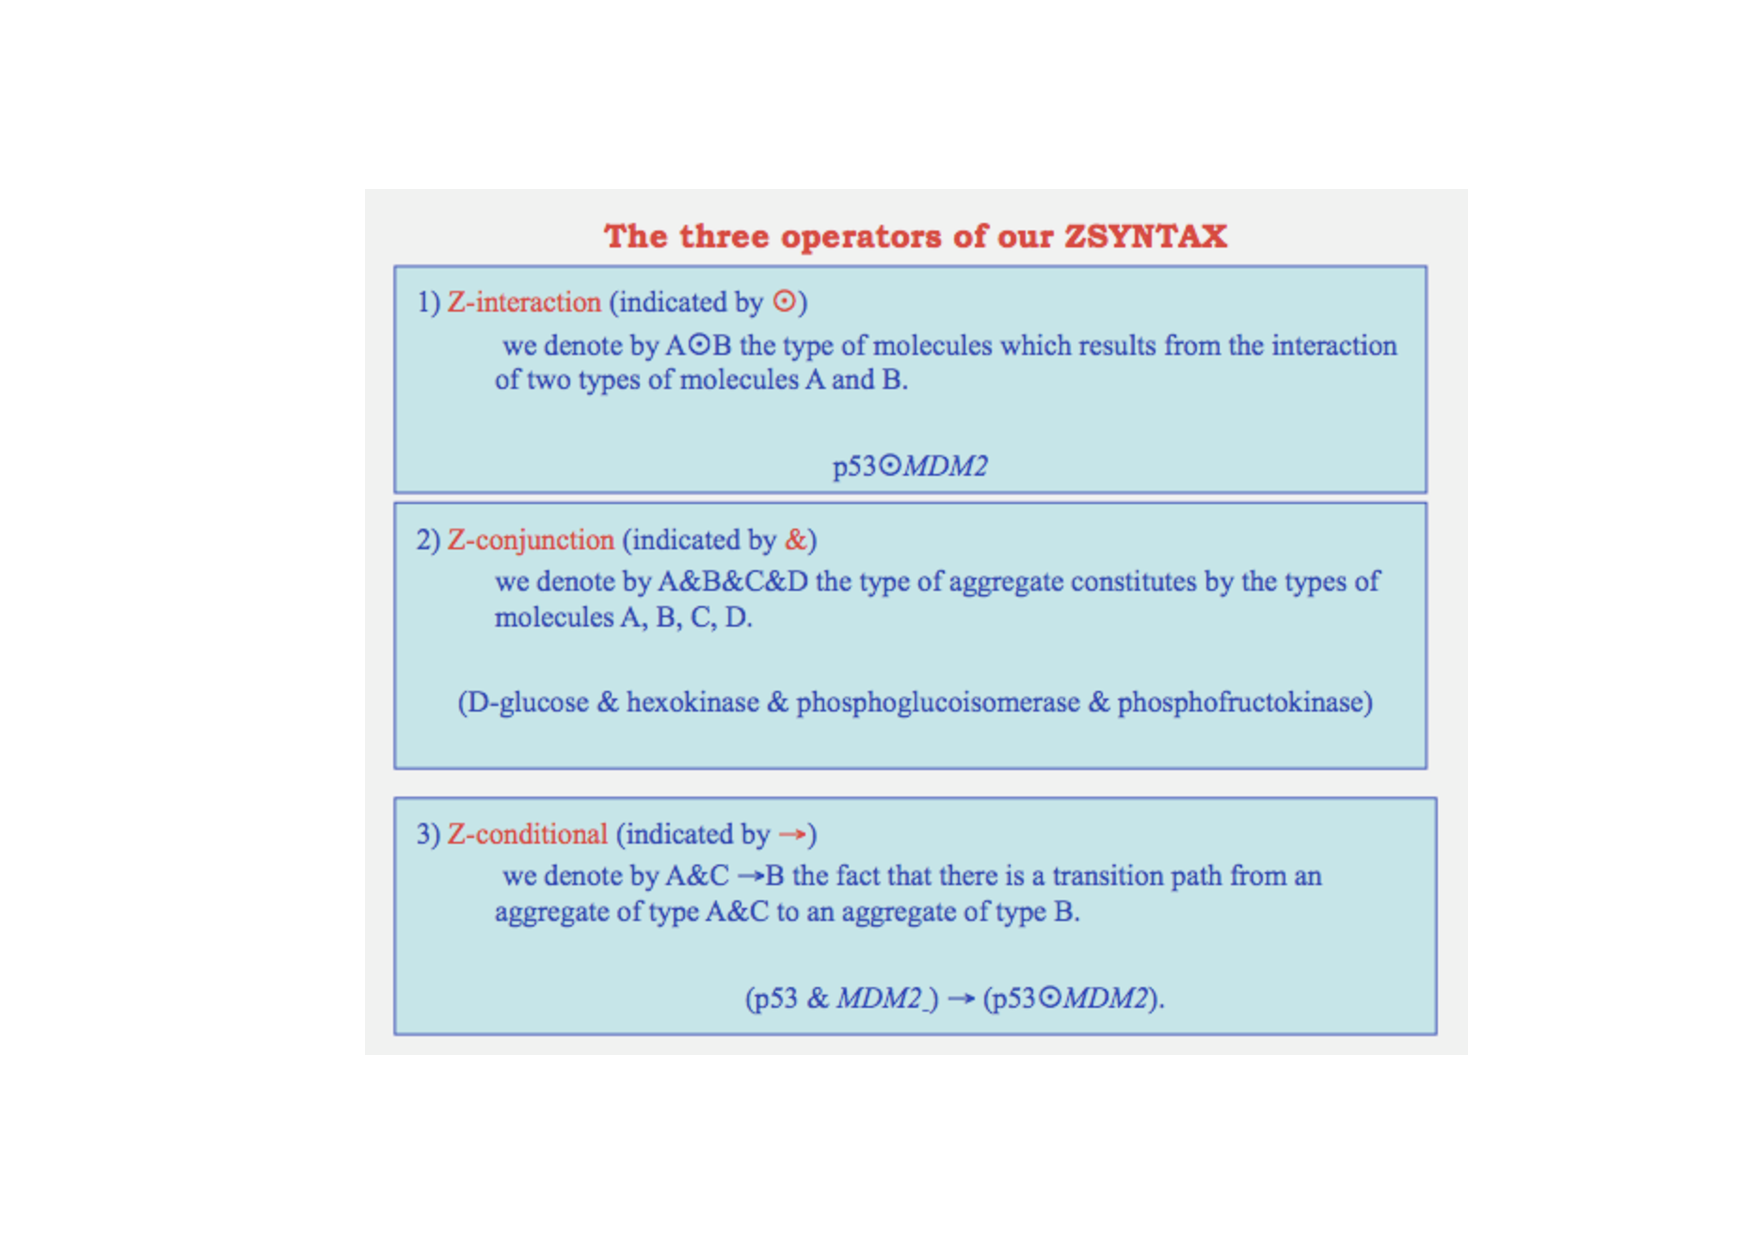 The three operators of our ZSYNTAX
1) Z-interaction (indicated by ⊙)
we denote by A⊙B the type of molecules which results from the interaction
of two types of molecules A and B.
p53⊙MDM2
2) Z-conjunction (indicated by &)
we denote by A&B&C&D the type of aggregate constitutes by the types of
molecules A, B, C, D.
(D-glucose & hexokinase & phosphoglucoisomerase & phosphofructokinase)
3) Z-conditional (indicated by →)
we denote by A&C →B the fact that there is a transition path from an
aggregate of type A&C to an aggregate of type B.
(p53 & MDM2_) → (p53⊙MDM2).